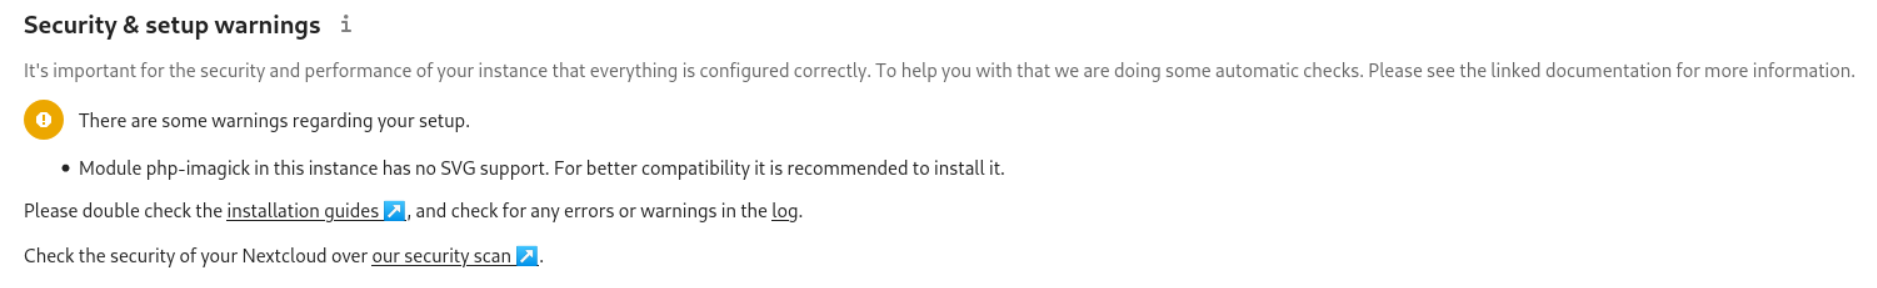 Security & setup warnings i
It's important for the security and performance of your instance that everything is configured correctly. To help you with that we are doing some automatic checks. Please see the linked documentation for more information.
There are some warnings regarding your setup.
• Module php-imagick in this instance has no SVG support. For better compatibility it is recommended to install it.
Please double check the installation guides ↗, and check for any errors or warnings in the log.
Check the security of your Nextcloud over our security scan ↗.